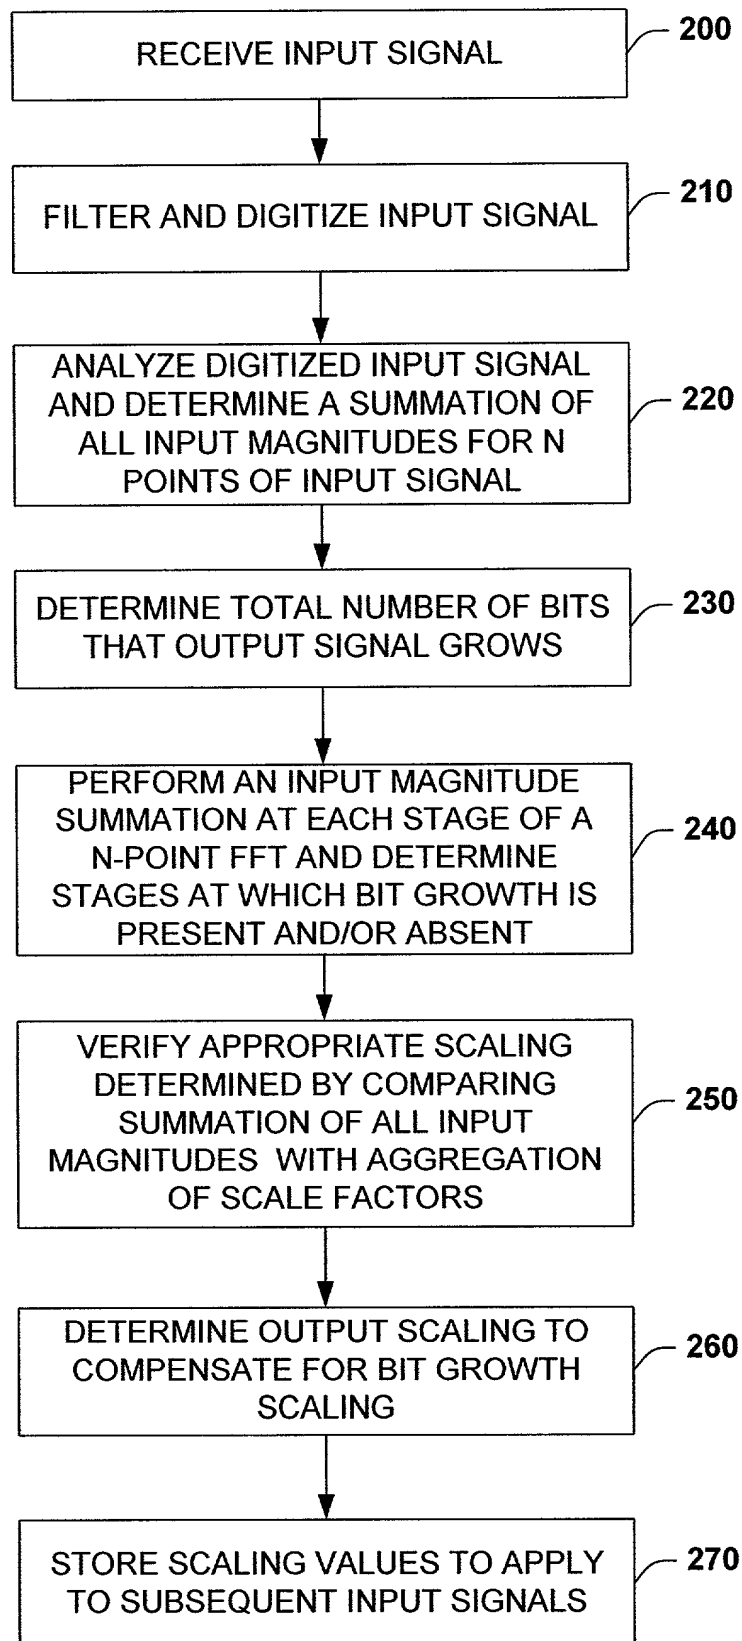 RECEIVE INPUT SIGNAL
200
FILTER AND DIGITIZE INPUT SIGNAL
210
ANALYZE DIGITIZED INPUT SIGNAL
AND DETERMINE A SUMMATION OF
ALL INPUT MAGNITUDES FOR N
POINTS OF INPUT SIGNAL
220
DETERMINE TOTAL NUMBER OF BITS
THAT OUTPUT SIGNAL GROWS
230
PERFORM AN INPUT MAGNITUDE
SUMMATION AT EACH STAGE OF A
N-POINT FFT AND DETERMINE
STAGES AT WHICH BIT GROWTH IS
PRESENT AND/OR ABSENT
240
VERIFY APPROPRIATE SCALING
DETERMINED BY COMPARING
SUMMATION OF ALL INPUT
MAGNITUDES WITH AGGREGATION
OF SCALE FACTORS
250
DETERMINE OUTPUT SCALING TO
COMPENSATE FOR BIT GROWTH
SCALING
260
STORE SCALING VALUES TO APPLY
TO SUBSEQUENT INPUT SIGNALS
270